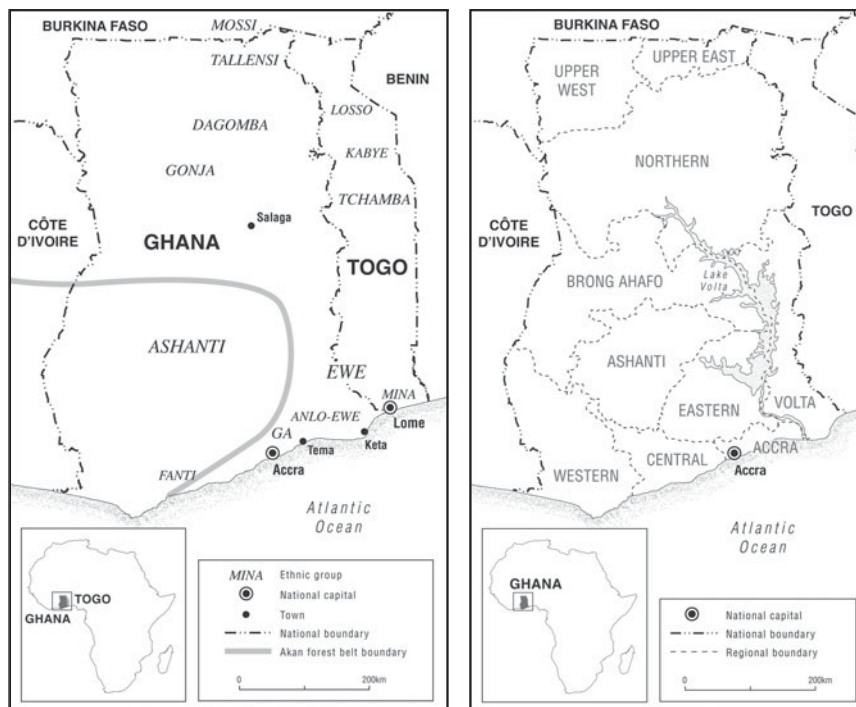 BURKINA FASO
MOSSI
TALLENSI
BENIN
LOSSO
DAGOMBA
KABYE
GONJA
TCHAMBA
Salaga
CÔTE
D'IVOIRE
GHANA
TOGO
ASHANTI
EWE
MINA
ANLO-EWE
Lome
GA
Keta
Tema
Accra
FANTI
Atlantic
Ocean
TOGO
GHANA
MINA Ethnic group
National capital
Town
National boundary
Akan forest belt boundary
0 200km
BURKINA FASO
UPPER EAST
UPPER
WEST
NORTHERN
TOGO
CÔTE
D'IVOIRE
Lake
Volta
BRONG AHAFO
ASHANTI
VOLTA
EASTERN
ACCRA
CENTRAL
Accra
WESTERN
Atlantic
Ocean
GHANA
National capital
National boundary
Regional boundary
0 200km